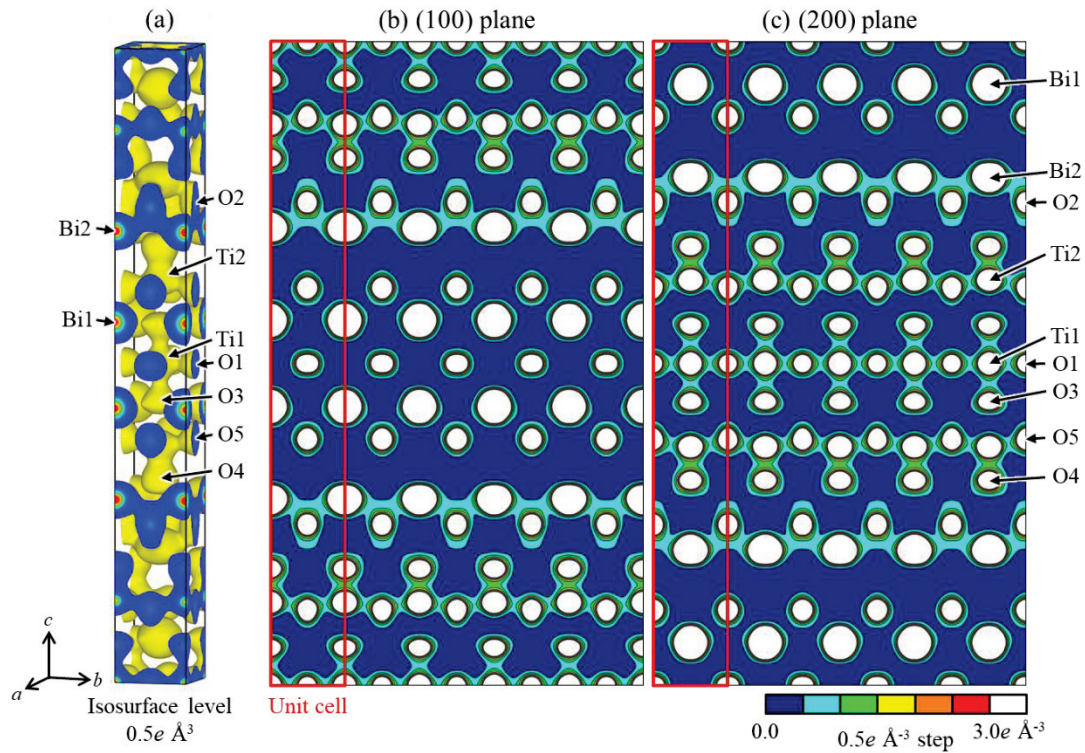 (a)
(b) (100) plane
(c) (200) plane
Bi1
Bi2
O2
Ti2
Ti1
O1
O3
O5
O4
O2
Bi2
Ti2
Bi1
Ti1
O1
O3
O5
O4
c
a
b
Isosurface level
0.5e Å³
Unit cell
0.0
0.5e Å⁻³ step
3.0e Å⁻³